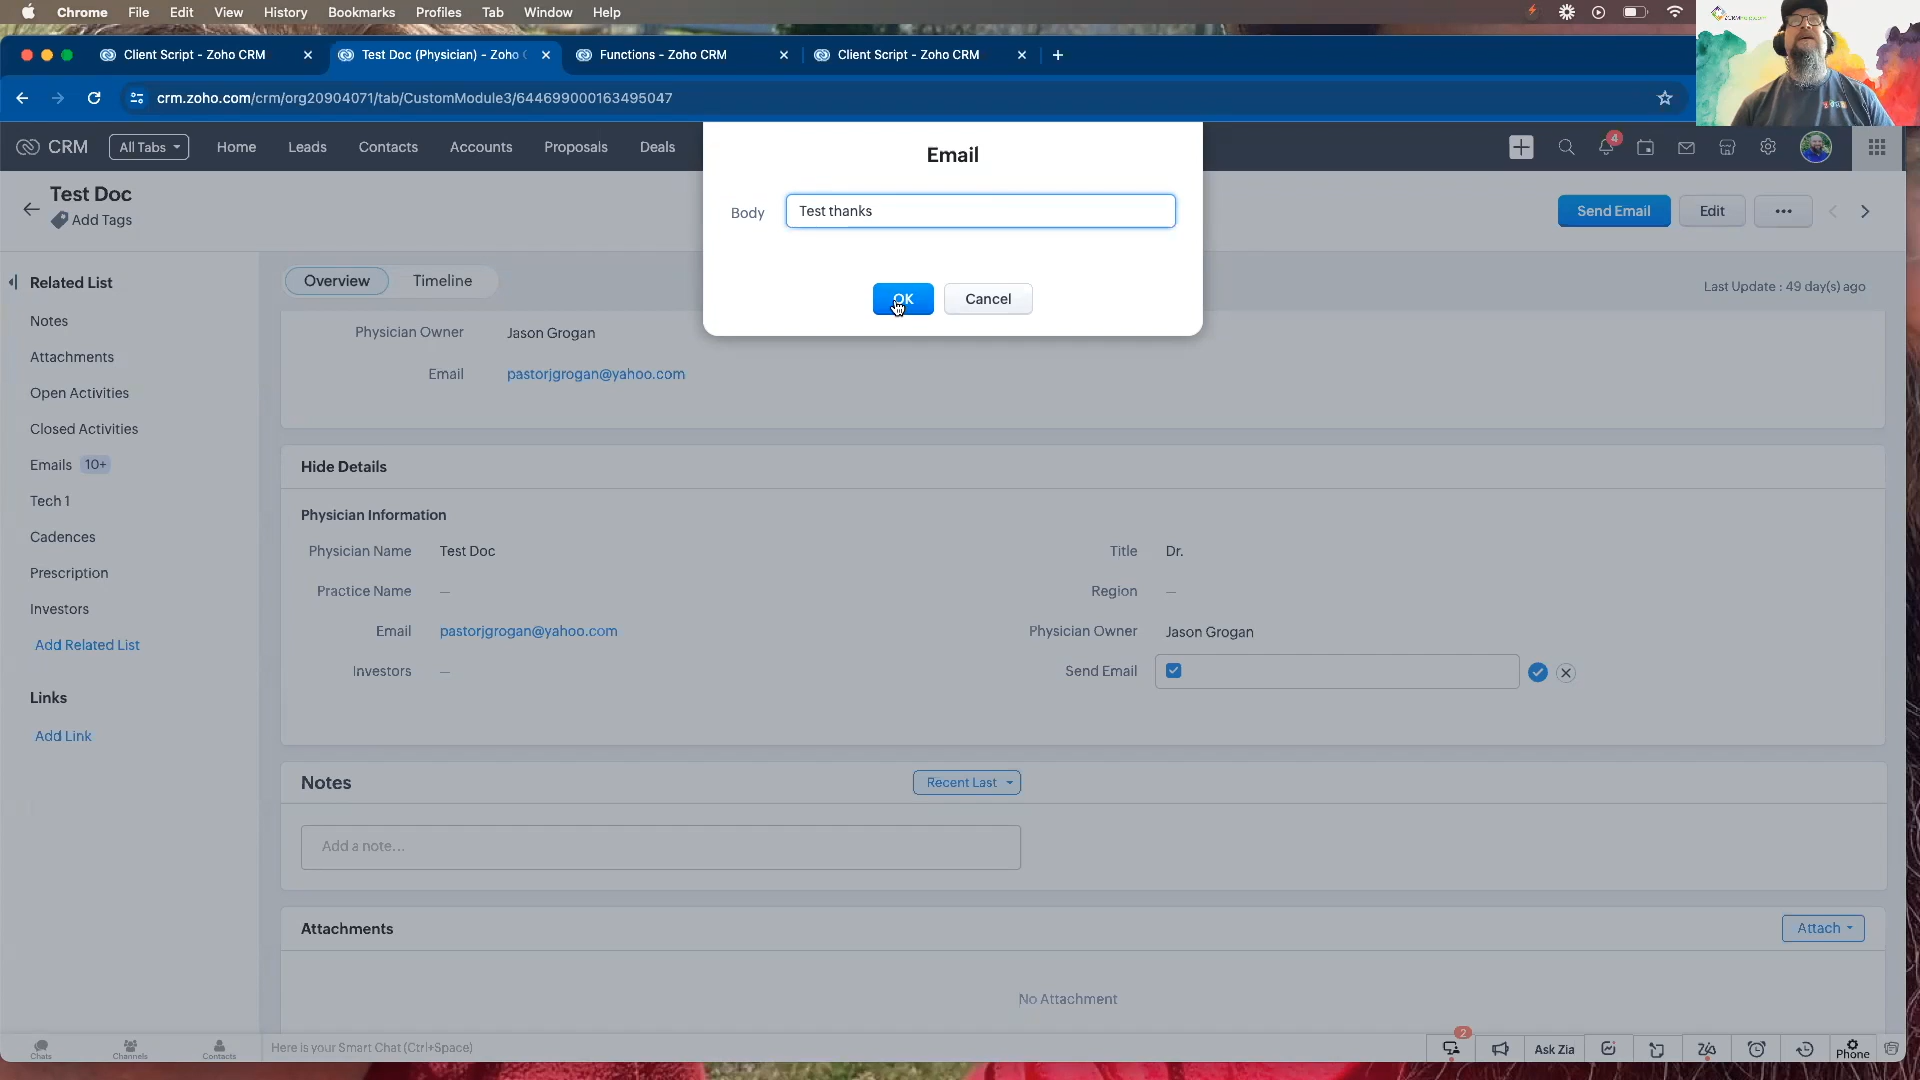 Chrome File Edit View History Bookmarks Profiles Tab Window Help
Client Script - Zoho CRM
Test Doc (Physician) - Zoho
Functions - Zoho CRM
Client Script - Zoho CRM
crm.zoho.com/crm/org20904071/tab/CustomModule3/644699000163495047
CRM
All Tabs
Home Leads Contacts Accounts Proposals Deals
4
Email
Body
Test thanks
OK
Cancel
Test Doc
Add Tags
Send Email
Edit
Related List
Notes
Attachments
Open Activities
Closed Activities
Emails 10+
Tech 1
Cadences
Prescription
Investors
Add Related List
Links
Add Link
Overview
Timeline
Last Update : 49 day(s) ago
Physician Owner Jason Grogan
Email pastorjgrogan@yahoo.com
Hide Details
Physician Information
Physician Name Test Doc
Title Dr.
Practice Name —
Region —
Email pastorjgrogan@yahoo.com
Physician Owner Jason Grogan
Investors —
Send Email
Notes
Recent Last
Add a note...
Attachments
Attach
No Attachment
Chats
Channels
Contacts
Here is your Smart Chat (Ctrl+Space)
2
Ask Zia
Phone